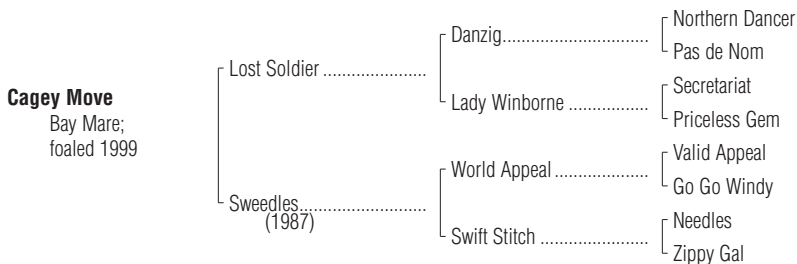 Cagey Move
Bay Mare;
foaled 1999
Lost Soldier ......................
Sweedles...........................
(1987)
Danzig...............................
Lady Winborne .................
World Appeal ....................
Swift Stitch .......................
Northern Dancer
Pas de Nom
Secretariat
Priceless Gem
Valid Appeal
Go Go Windy
Needles
Zippy Gal